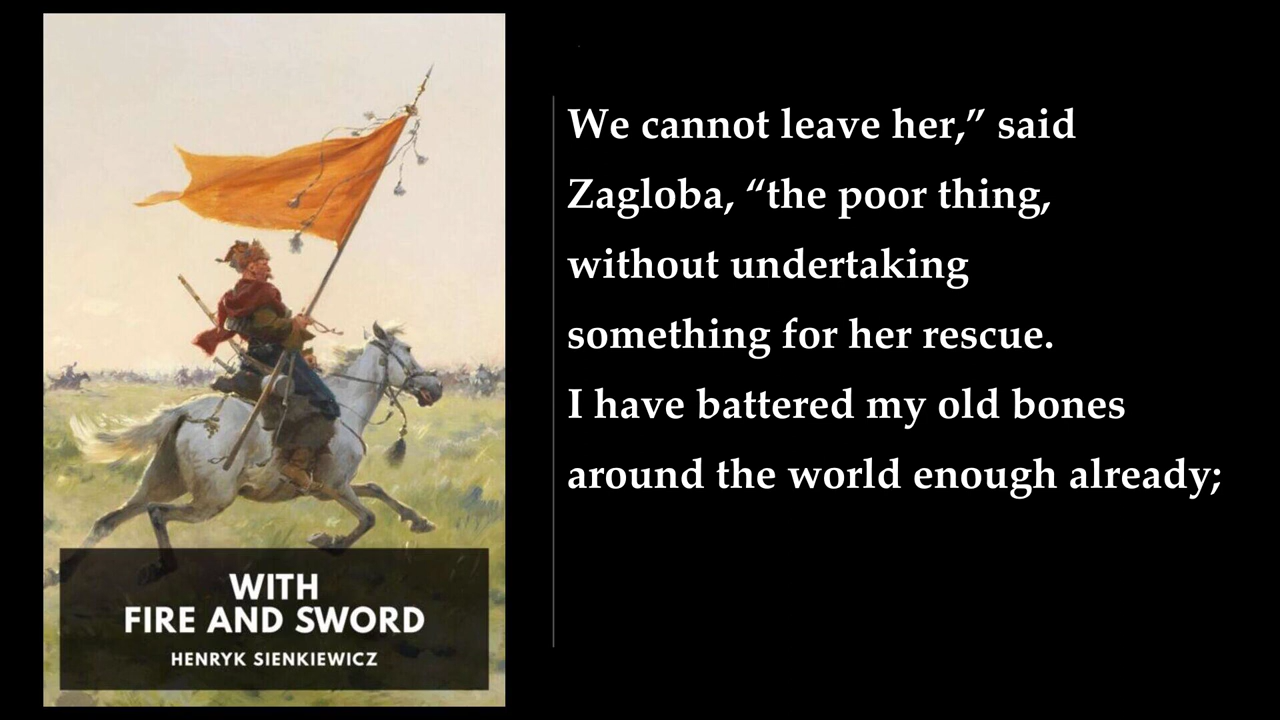 WITH
FIRE AND SWORD
HENRYK SIENKIEWICZ
We cannot leave her,” said
Zagloba, “the poor thing,
without undertaking
something for her rescue.
I have battered my old bones
around the world enough already;